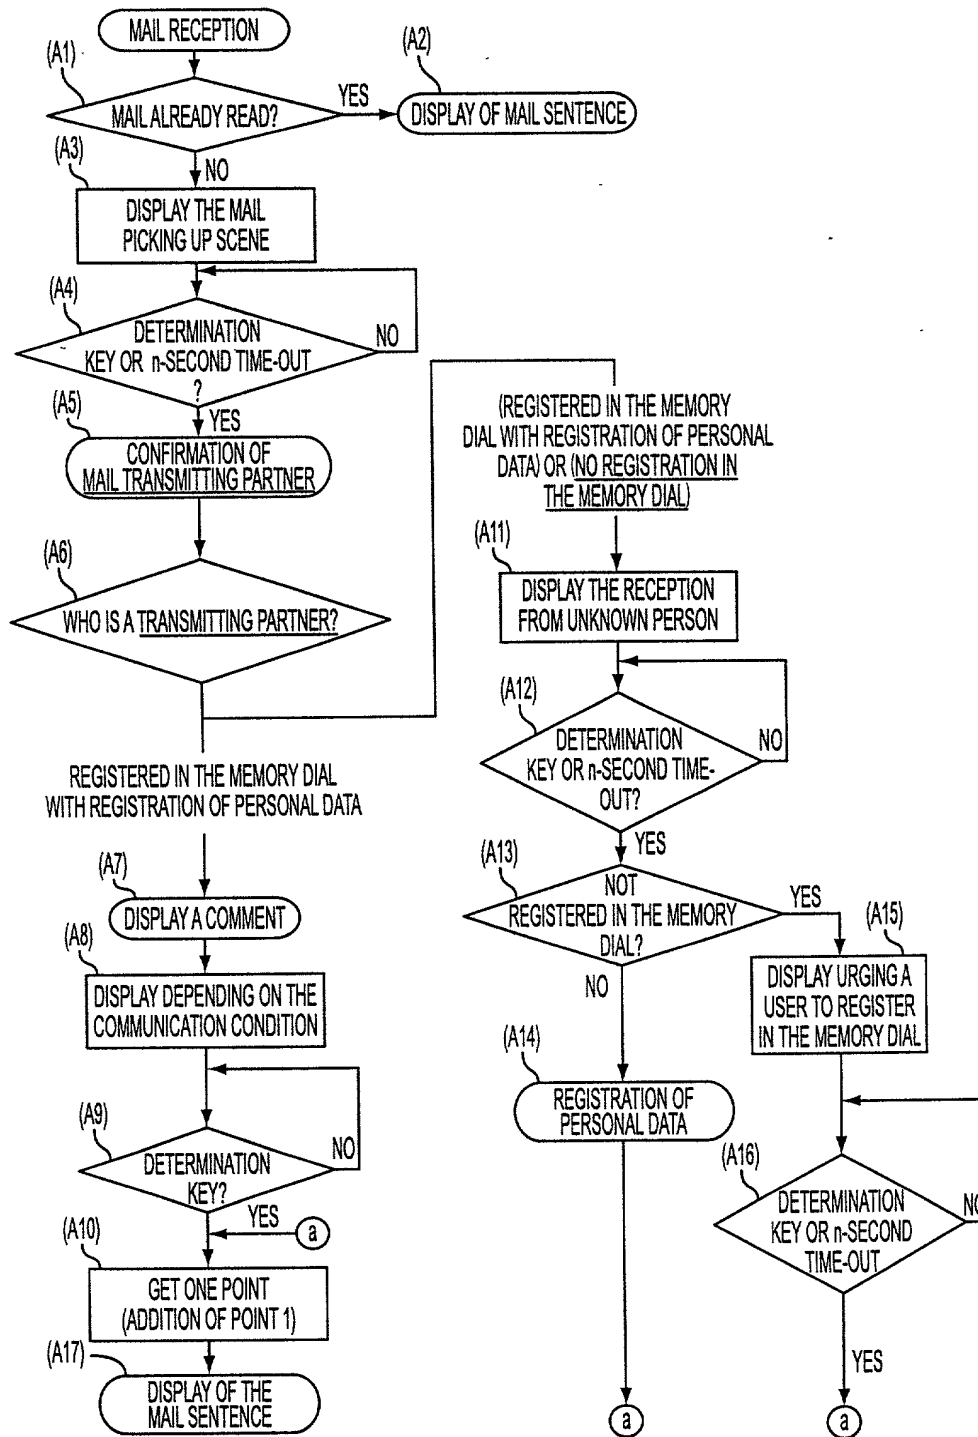 MAIL RECEPTION
(A1)
MAIL ALREADY READ?
YES
(A2)
DISPLAY OF MAIL SENTENCE
NO
(A3)
DISPLAY THE MAIL
PICKING UP SCENE
(A4)
DETERMINATION
KEY OR n-SECOND TIME-OUT
?
NO
YES
(A5)
CONFIRMATION OF
MAIL TRANSMITTING PARTNER
(A6)
WHO IS A TRANSMITTING PARTNER?
REGISTERED IN THE MEMORY DIAL
WITH REGISTRATION OF PERSONAL DATA
(A7)
DISPLAY A COMMENT
(A8)
DISPLAY DEPENDING ON THE
COMMUNICATION CONDITION
(A9)
DETERMINATION
KEY?
NO
YES
a
(A10)
GET ONE POINT
(ADDITION OF POINT 1)
(A17)
DISPLAY OF THE
MAIL SENTENCE
(REGISTERED IN THE MEMORY
DIAL WITH REGISTRATION OF PERSONAL
DATA) OR (NO REGISTRATION IN
THE MEMORY DIAL)
(A11)
DISPLAY THE RECEPTION
FROM UNKNOWN PERSON
(A12)
DETERMINATION
KEY OR n-SECOND TIME-
OUT?
NO
YES
(A13)
NOT
REGISTERED IN THE MEMORY
DIAL?
YES
NO
(A14)
REGISTRATION OF
PERSONAL DATA
a
(A15)
DISPLAY URGING A
USER TO REGISTER
IN THE MEMORY DIAL
(A16)
DETERMINATION
KEY OR n-SECOND
TIME-OUT
NO
YES
a